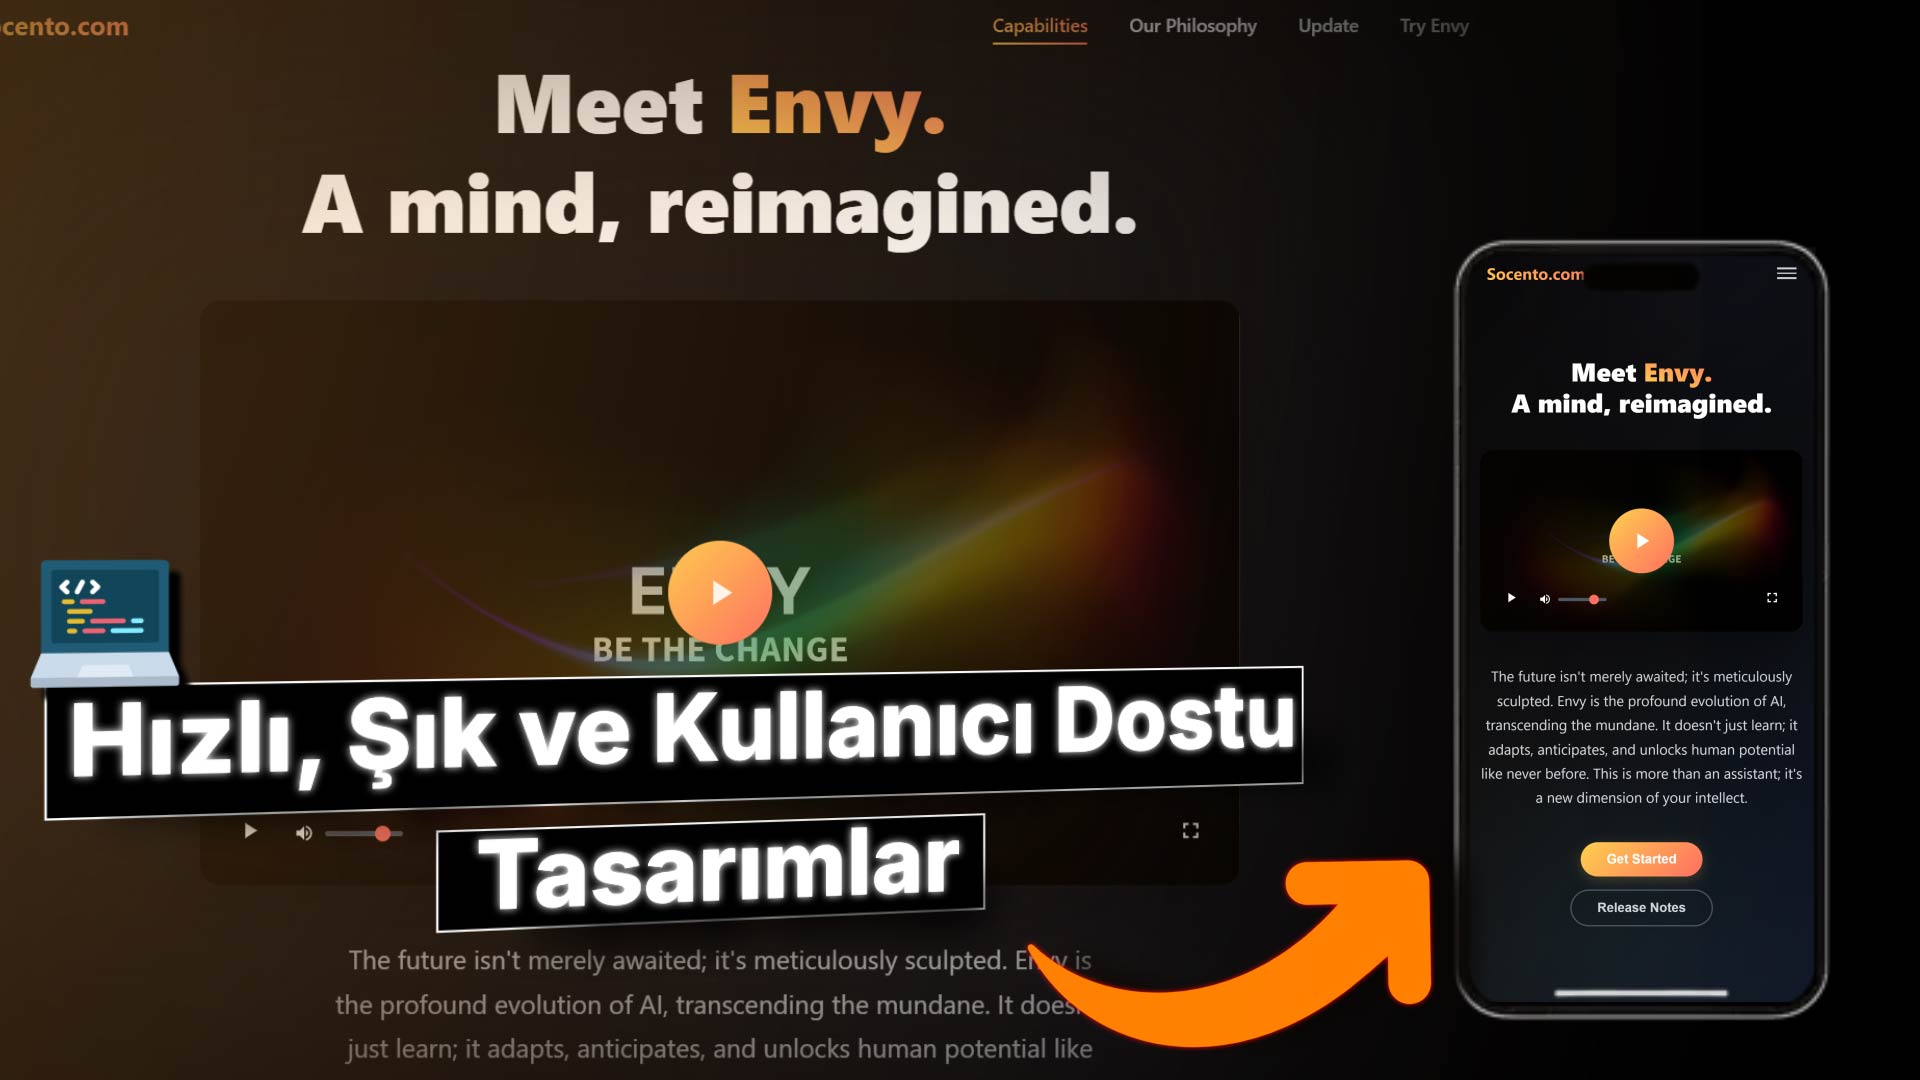 ocento.com
Capabilities Our Philosophy Update Try Envy
Meet Envy.
A mind, reimagined.
BE THE CHANGE
</>
Hızlı, Şık ve Kullanıcı Dostu
Tasarımlar
The future isn't merely awaited; it's meticulously sculpted. Envy is
the profound evolution of AI, transcending the mundane. It doesn't
just learn; it adapts, anticipates, and unlocks human potential like
Socento.com
Meet Envy.
A mind, reimagined.
The future isn't merely awaited; it's meticulously
sculpted. Envy is the profound evolution of AI,
transcending the mundane. It doesn't just learn; it
adapts, anticipates, and unlocks human potential
like never before. This is more than an assistant; it's
a new dimension of your intellect.
Get Started
Release Notes